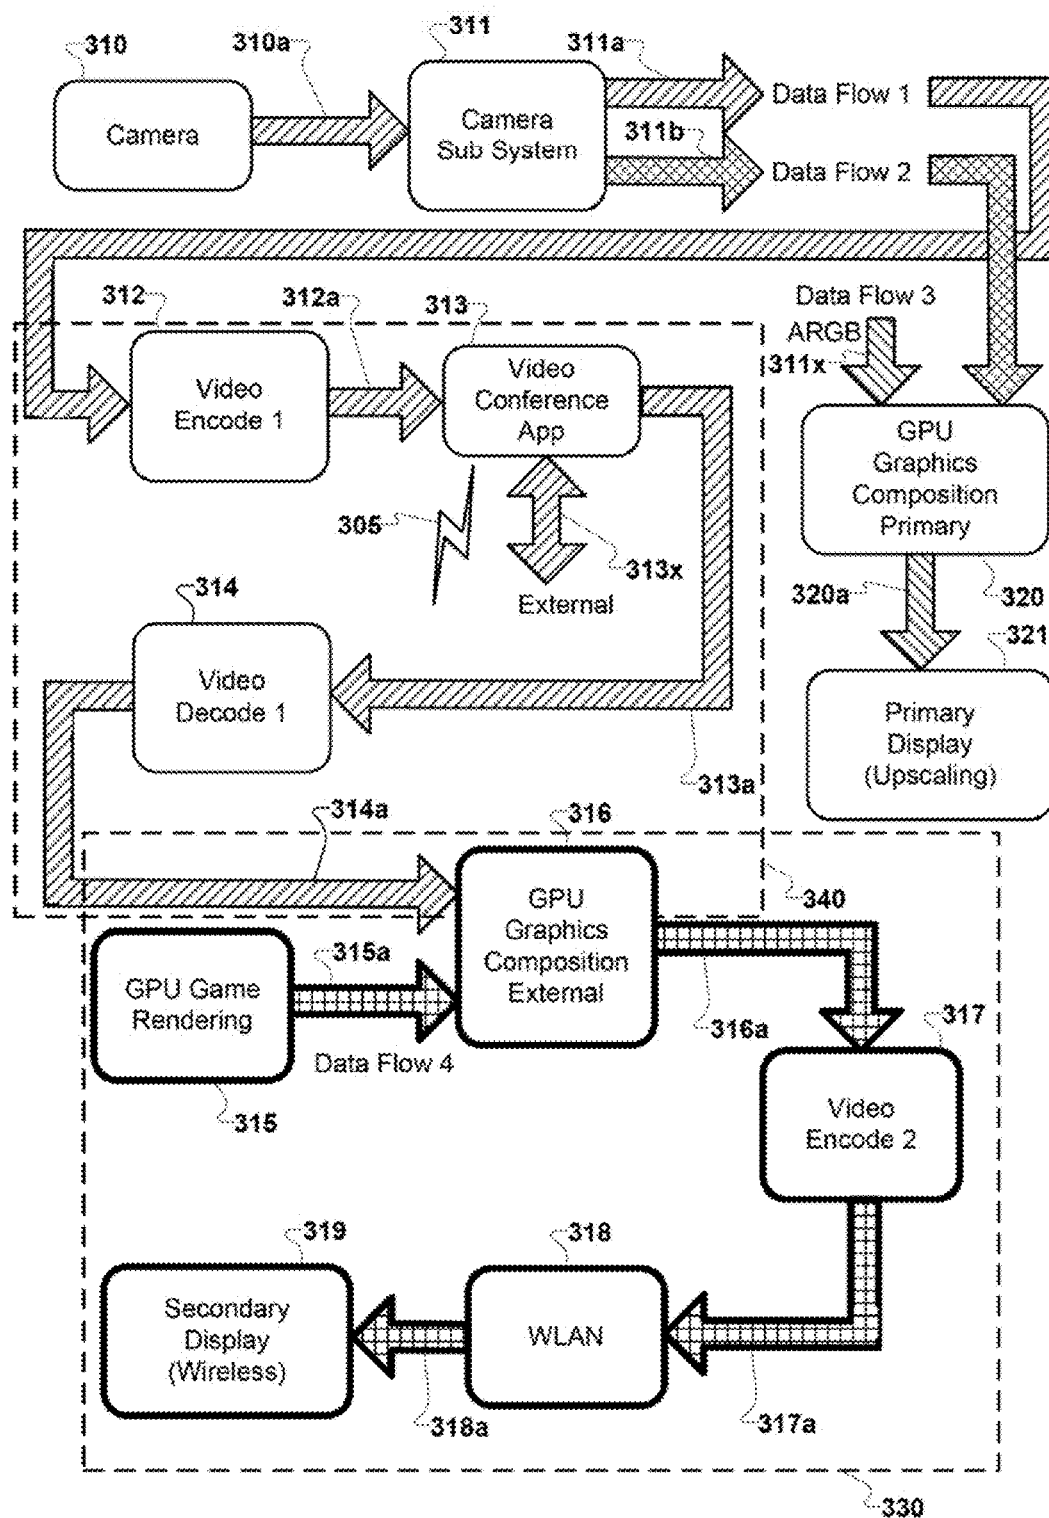 310
310a
311
311a
Camera
Camera
Sub System
Data Flow 1
311b
Data Flow 2
312
312a
313
Data Flow 3
ARGB
311x
Video
Encode 1
Video
Conference
App
GPU
Graphics
Composition
Primary
305
313x
External
320a
320
314
321
Video
Decode 1
Primary
Display
(Upscaling)
313a
314a
316
340
GPU
Graphics
Composition
External
315a
GPU Game
Rendering
316a
317
Data Flow 4
315
Video
Encode 2
319
318
Secondary
Display
(Wireless)
WLAN
318a
317a
330